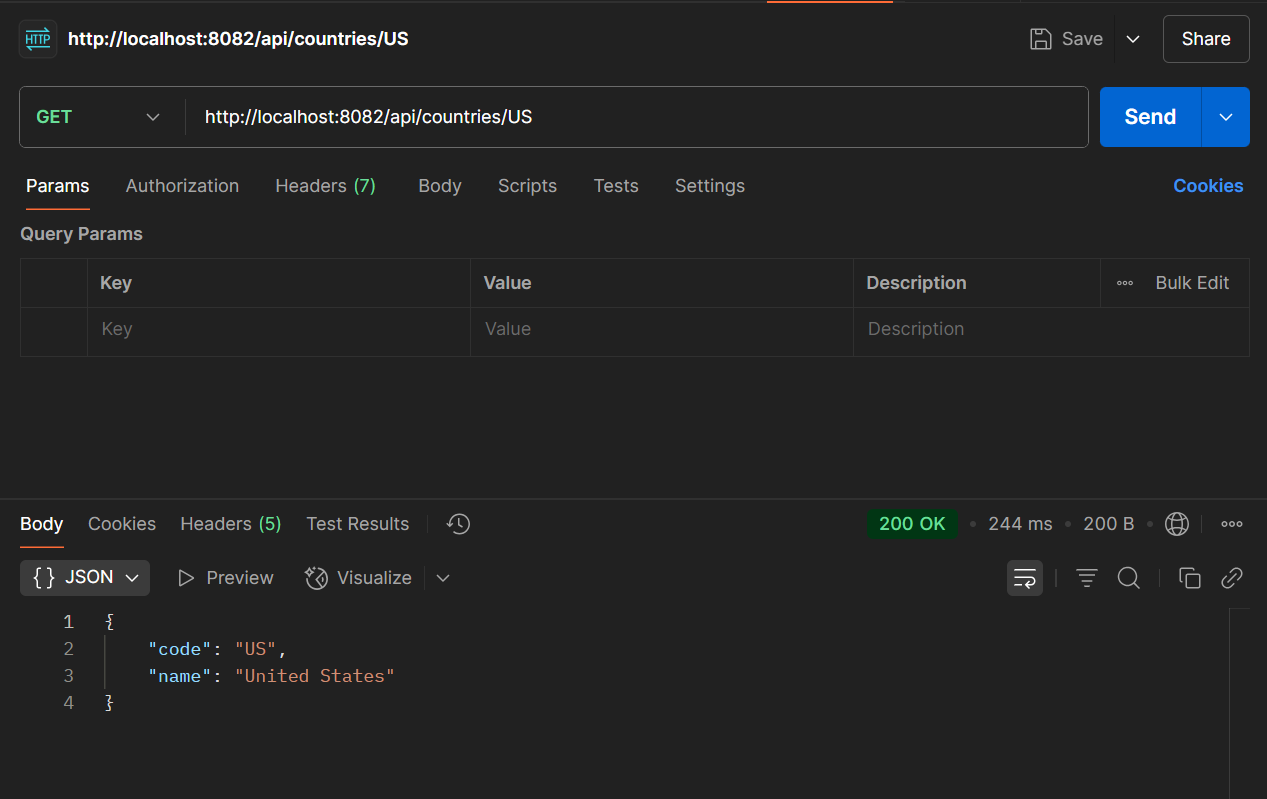 HTTP http://localhost:8082/api/countries/US Save Share
GET http://localhost:8082/api/countries/US Send
Params Authorization Headers (7) Body Scripts Tests Settings Cookies
Query Params
Key Value Description Bulk Edit
Key Value Description
Body Cookies Headers (5) Test Results 200 OK • 244 ms • 200 B •
{} JSON Preview Visualize
1 {
2 "code": "US",
3 "name": "United States"
4 }